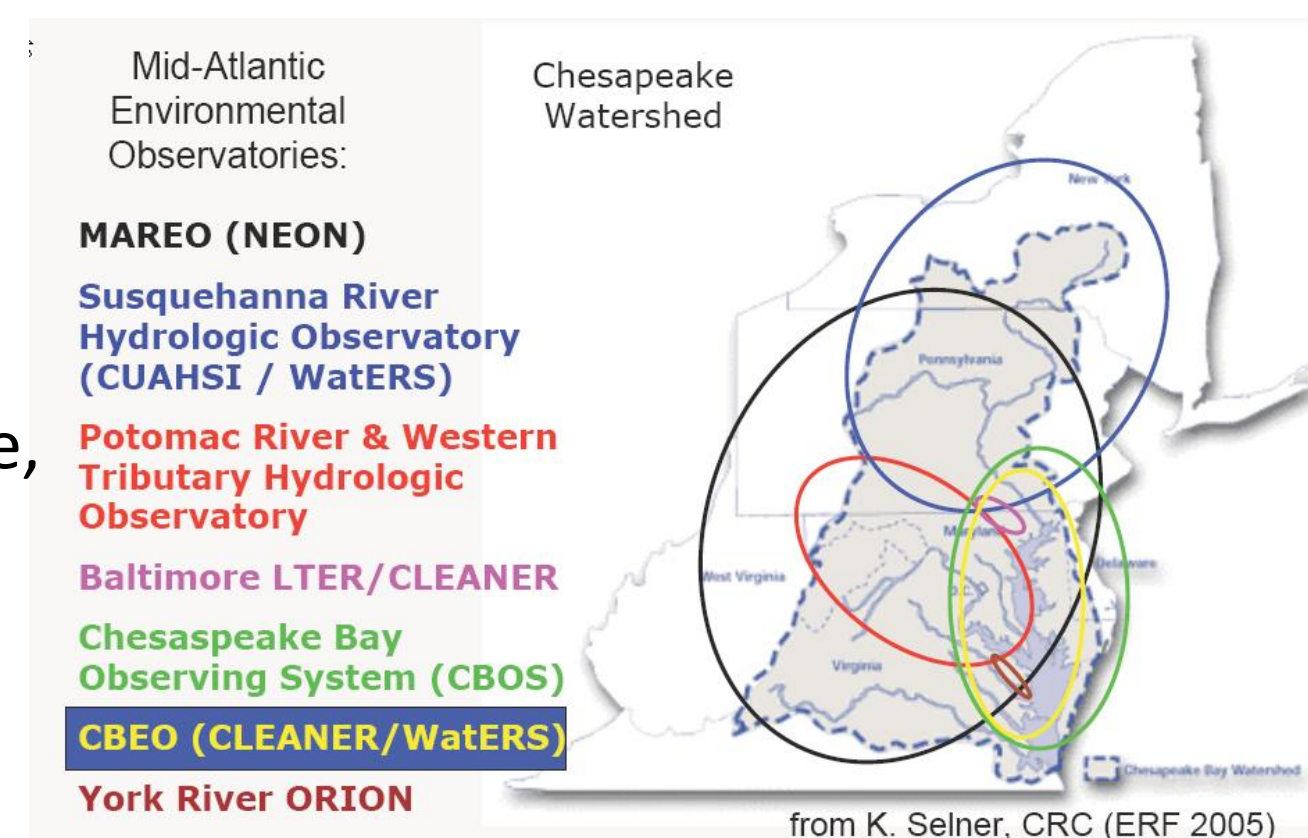 Mid-Atlantic
Environmental
Observatories:
MAREO (NEON)
Susquehanna River
Hydrologic Observatory
(CUAHSI / WatERS)
e,
Potomac River & Western
Tributary Hydrologic
Observatory
Baltimore LTER/CLEANER
Chesaspeake Bay
Observing System (CBOS)
CBEO (CLEANER/WatERS)
York River ORION
Chesapeake
Watershed
New York
Pennsylvania
Maryland
West Virginia
D.C.
Delaware
Virginia
Chesapeake Bay Watershed
from K. Selner, CRC (ERF 2005)